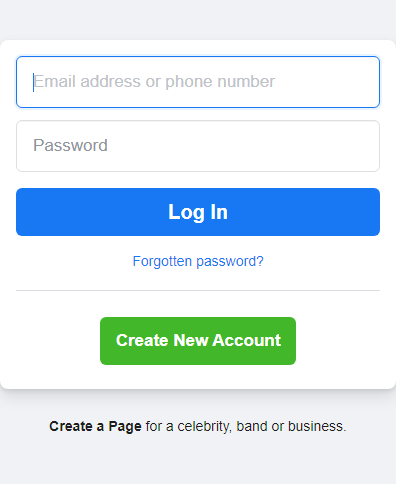 Email address or phone number
Password
Log In
Forgotten password?
Create New Account
Create a Page for a celebrity, band or business.